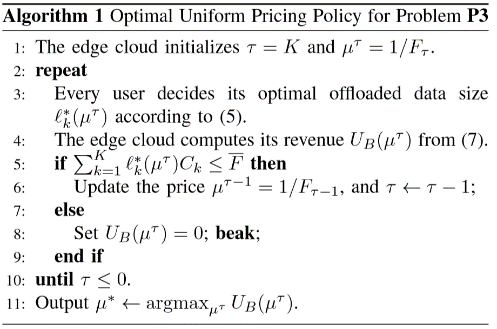 Algorithm 1 Optimal Uniform Pricing Policy for Problem P3
1: The edge cloud initializes τ = K and μ^τ = 1/F_τ.
2: repeat
3: Every user decides its optimal offloaded data size
ℓ*_k(μ^τ) according to (5).
4: The edge cloud computes its revenue U_B(μ^τ) from (7).
5: if ∑_{k=1}^{K} ℓ*_k(μ^τ)C_k ≤ F̅ then
6: Update the price μ^{τ−1} = 1/F_{τ−1}, and τ ← τ − 1;
7: else
8: Set U_B(μ^τ) = 0; beak;
9: end if
10: until τ ≤ 0.
11: Output μ* ← argmax_{μ^τ} U_B(μ^τ).